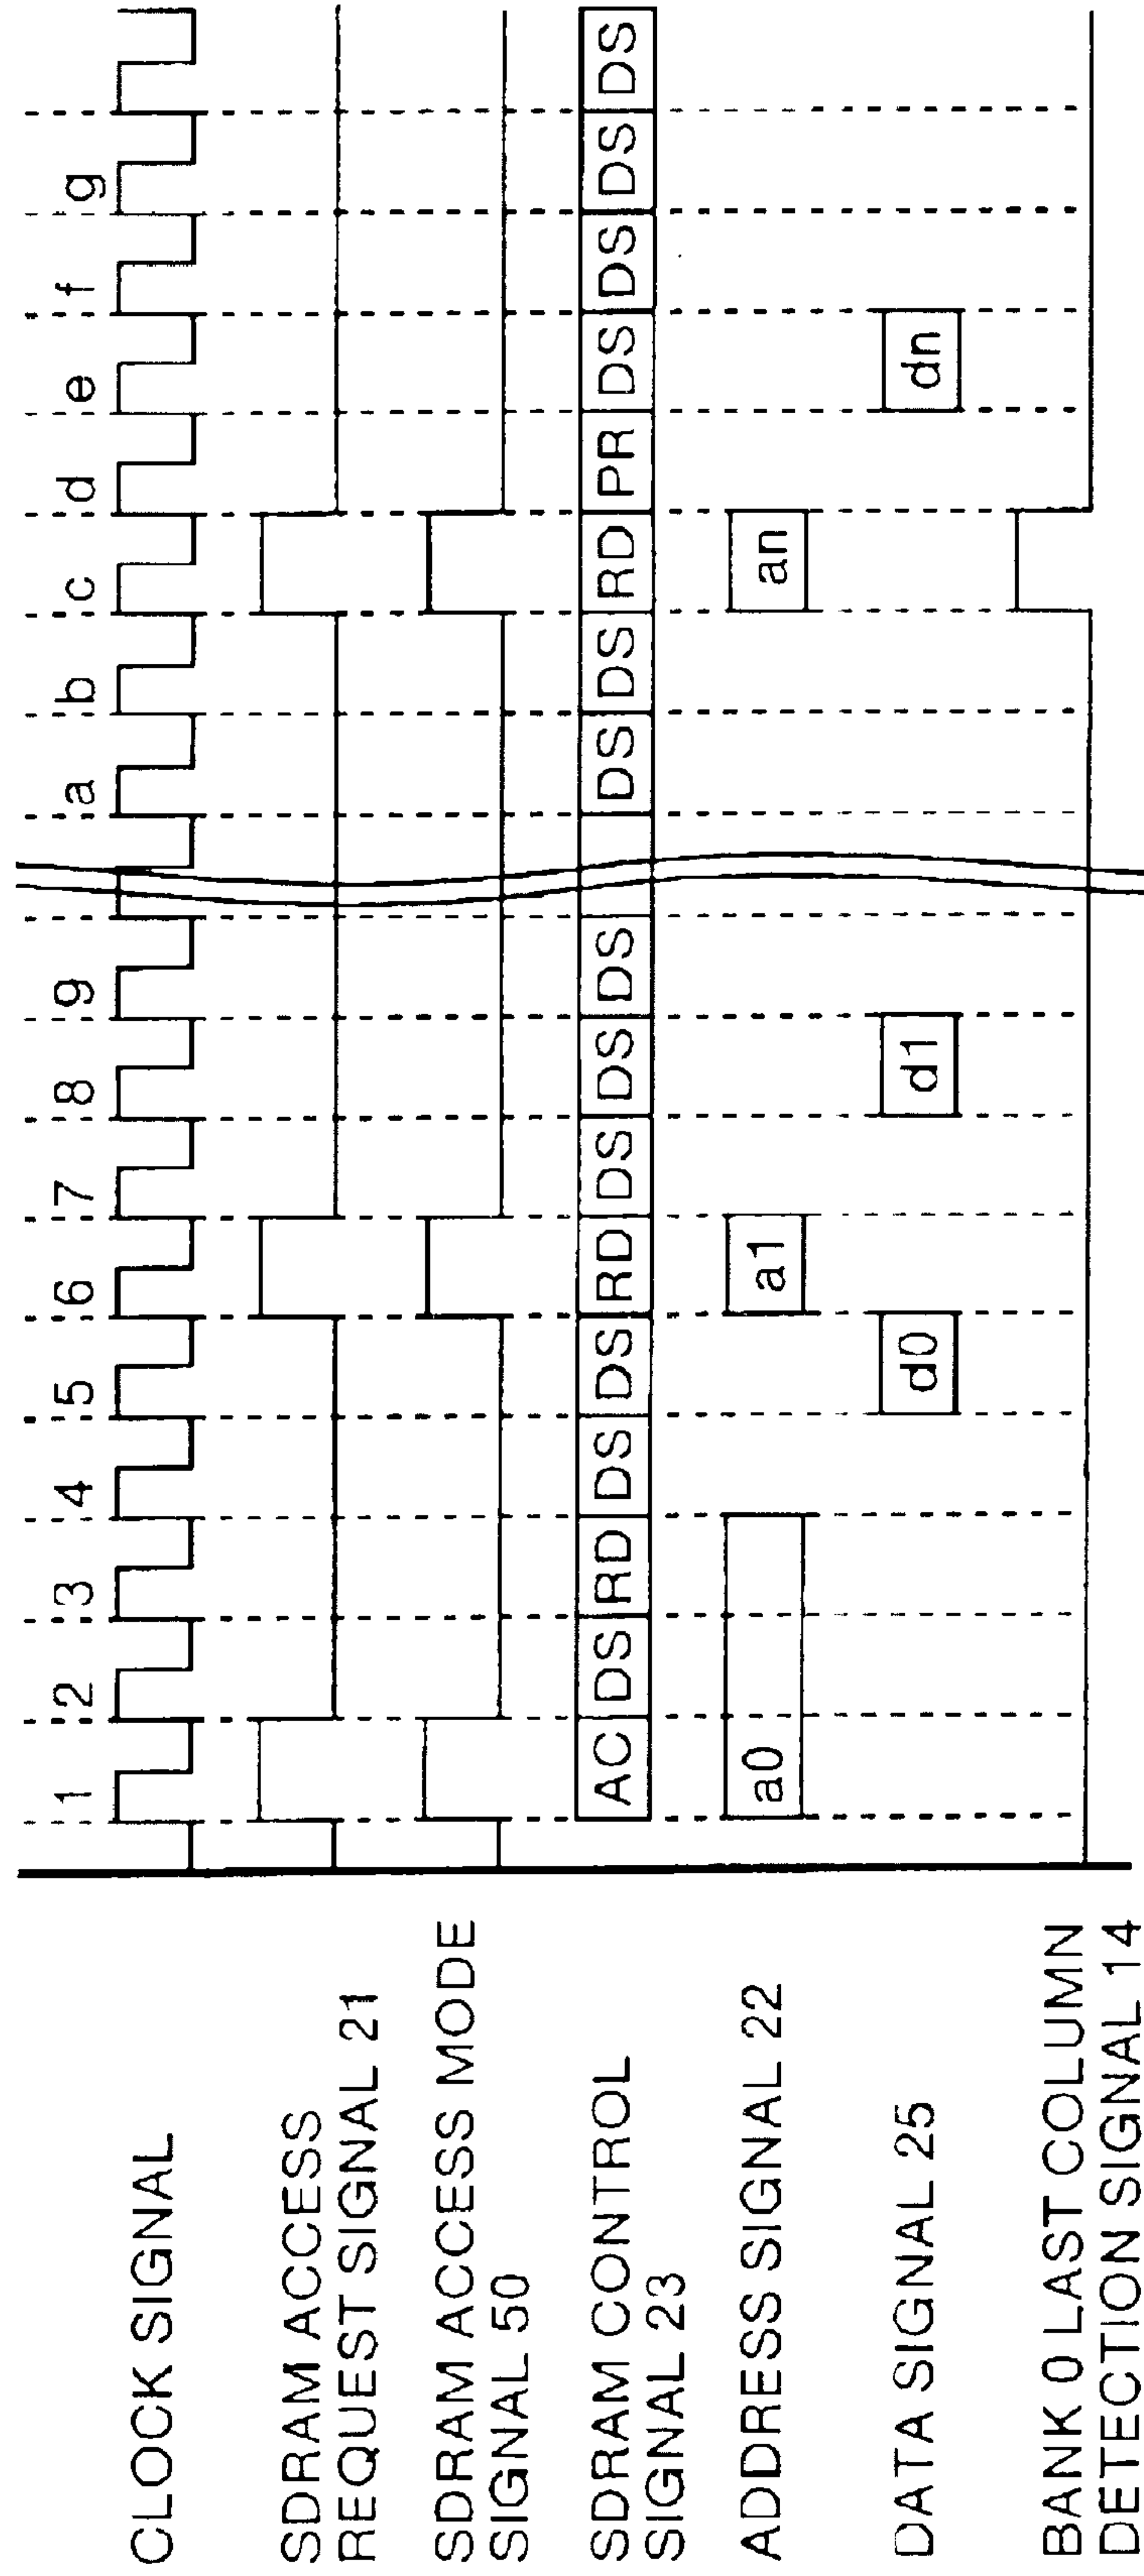 1 2 3 4 5 6 7 8 9 a b c d e f g
CLOCK SIGNAL
SDRAM ACCESS
REQUEST SIGNAL 21
SDRAM ACCESS MODE
SIGNAL 50
SDRAM CONTROL
SIGNAL 23
AC DS RD DS DS RD DS DS DS DS DS RD PR DS DS DS DS
ADDRESS SIGNAL 22
a0 a1 an
DATA SIGNAL 25
d0 d1 dn
BANK 0 LAST COLUMN
DETECTION SIGNAL 14